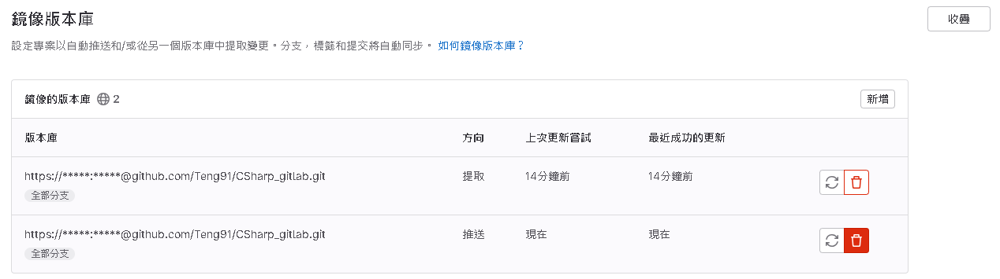 鏡像版本庫
收疊
設定專案以自動推送和/或從另一個版本庫中提取變更。分支，標籤和提交將自動同步。 如何鏡像版本庫？
鏡像的版本庫 2
新增
版本庫 方向 上次更新嘗試 最近成功的更新
https://*****:*****@github.com/Teng91/CSharp_gitlab.git 提取 14分鐘前 14分鐘前
全部分支
https://*****:*****@github.com/Teng91/CSharp_gitlab.git 推送 現在 現在
全部分支